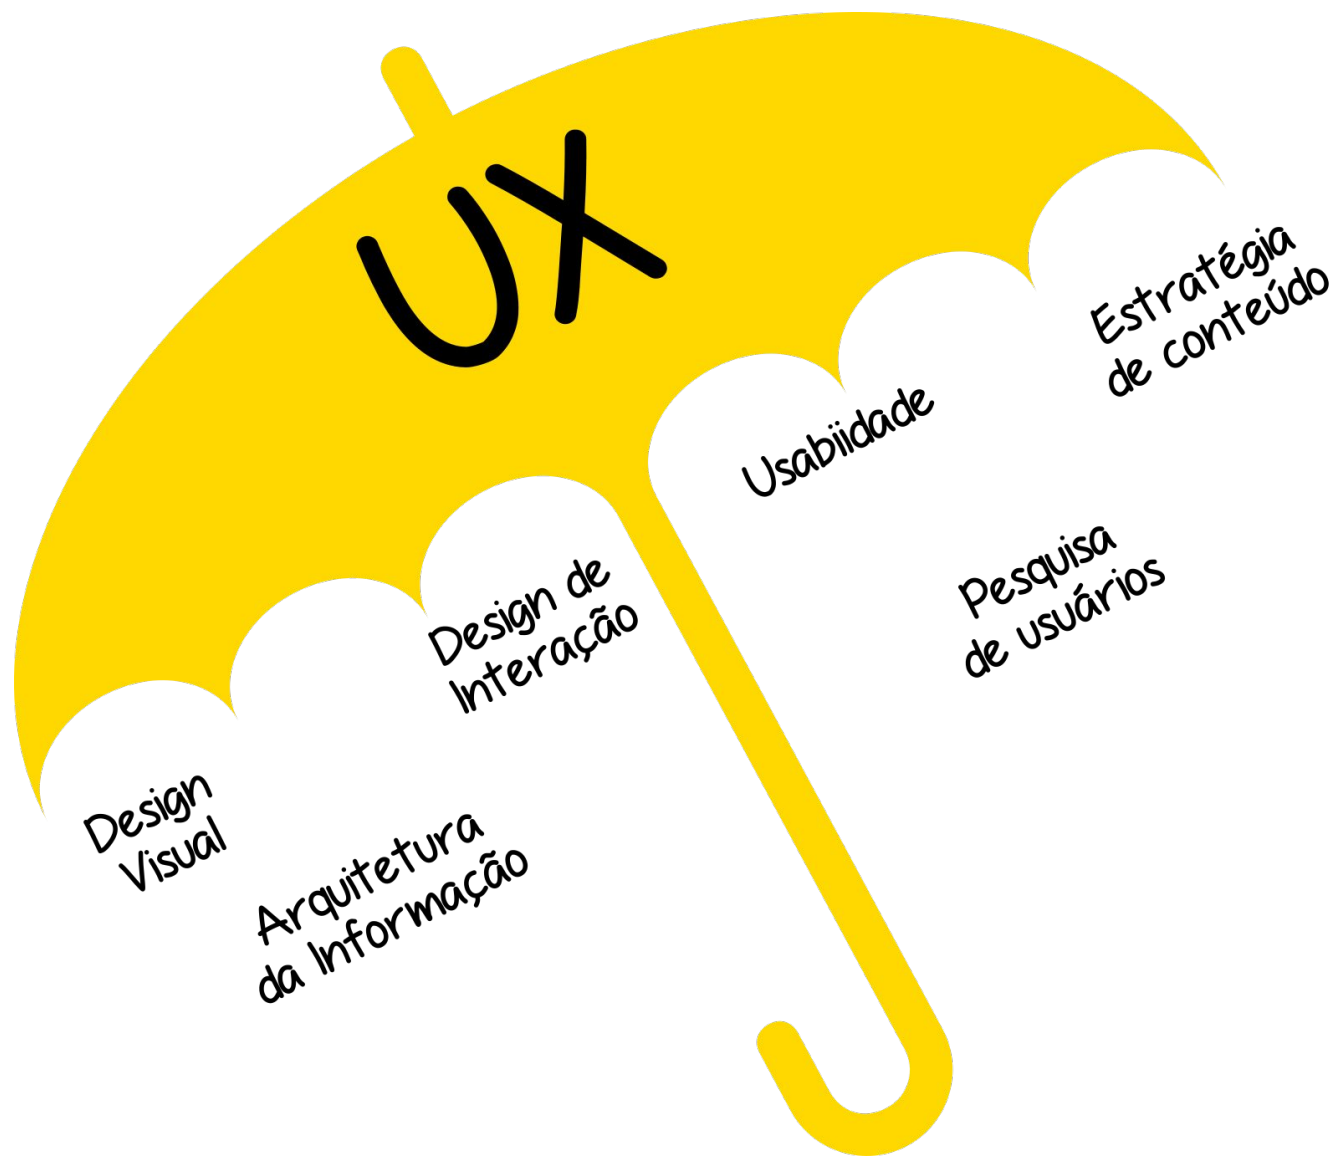 UX
Design
Visual
Arquitetura
da Informação
Design de
Interação
Usabiidade
Pesquisa
de usuários
Estratégia
de conteúdo